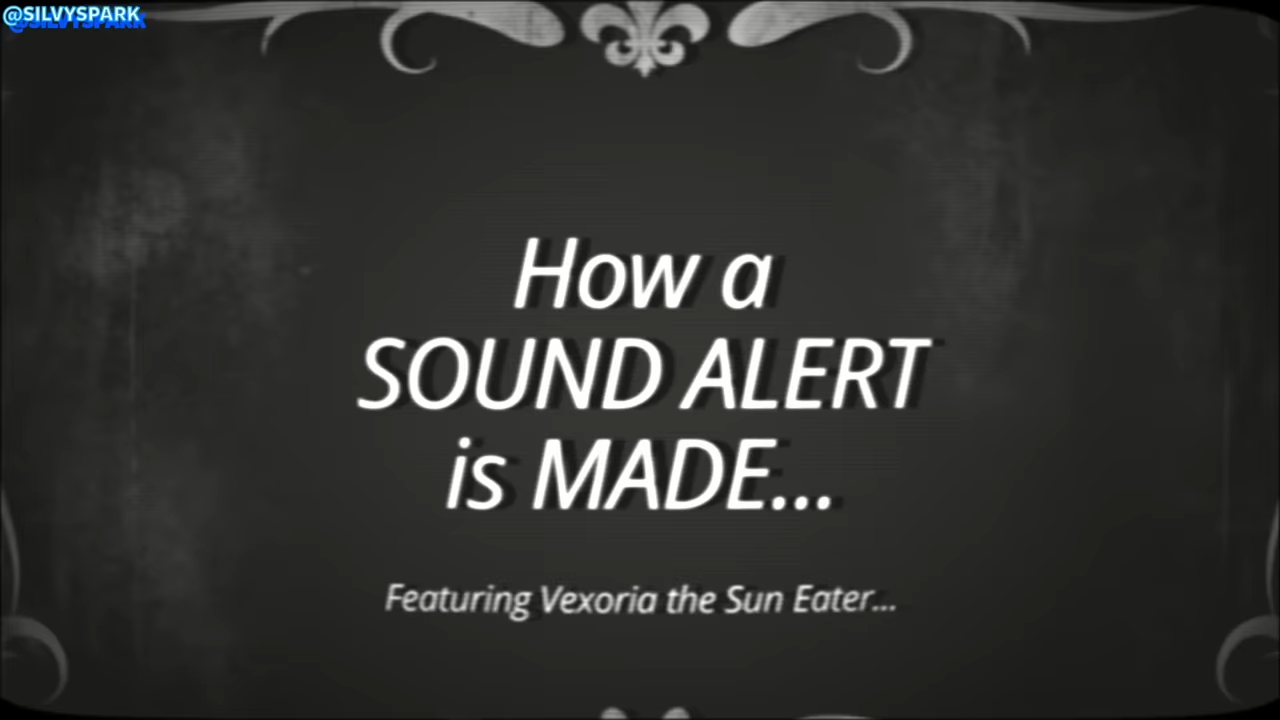 @SILVYSPARK
How a
SOUND ALERT
is MADE...
Featuring Vexoria the Sun Eater...